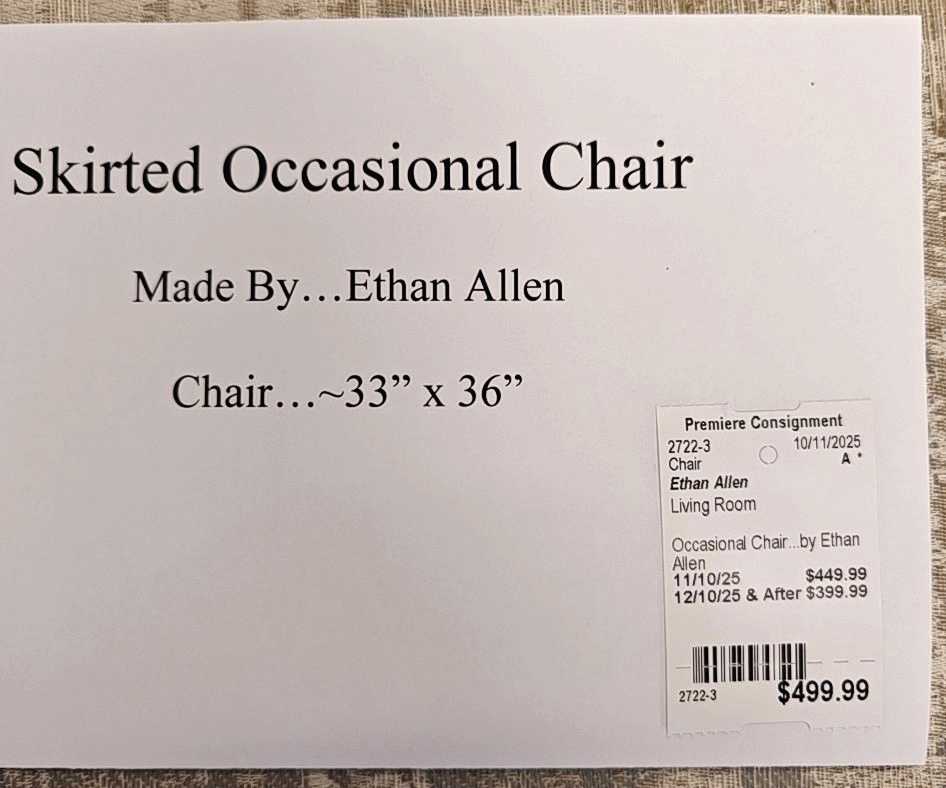 Skirted Occasional Chair
Made By…Ethan Allen
Chair…~33” x 36”
Premiere Consignment
2722-3 10/11/2025
Chair A *
Ethan Allen
Living Room
Occasional Chair...by Ethan
Allen
11/10/25 $449.99
12/10/25 & After $399.99
2722-3 $499.99